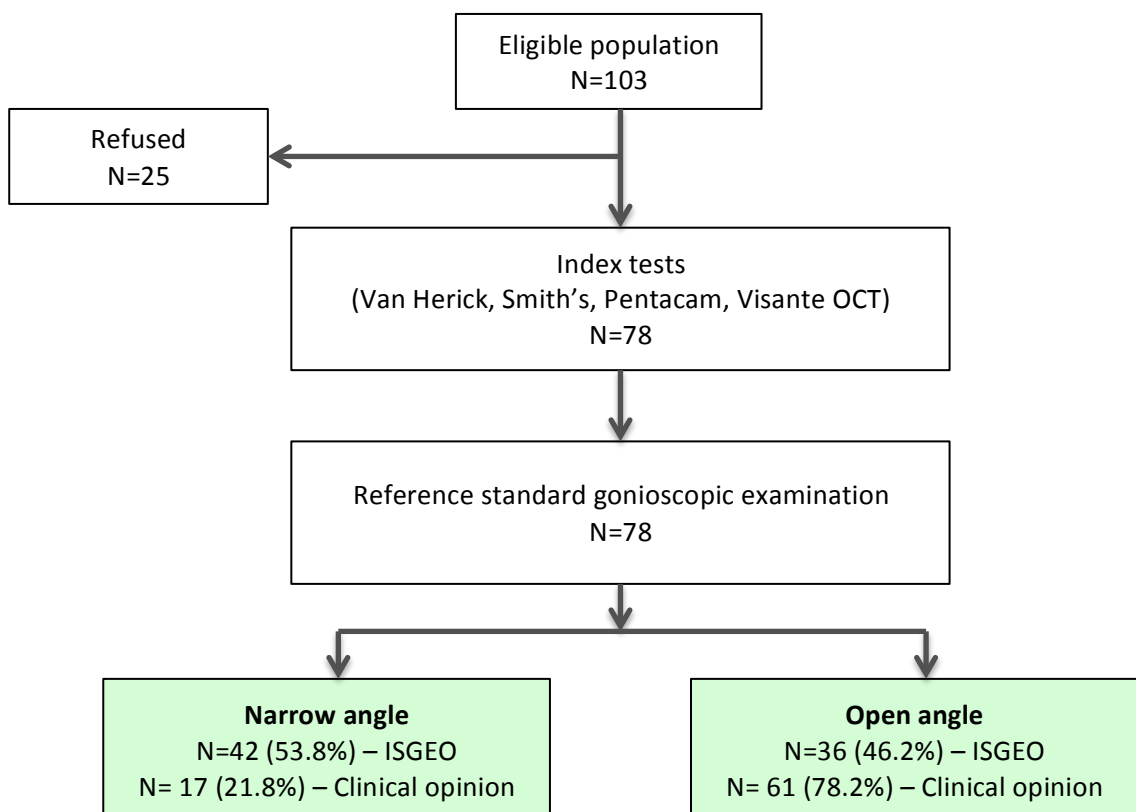 Eligible population
N=103
Refused
N=25
Index tests
(Van Herick, Smith’s, Pentacam, Visante OCT)
N=78
Reference standard gonioscopic examination
N=78
Narrow angle
N=42 (53.8%) – ISGEO
N= 17 (21.8%) – Clinical opinion
Open angle
N=36 (46.2%) – ISGEO
N= 61 (78.2%) – Clinical opinion